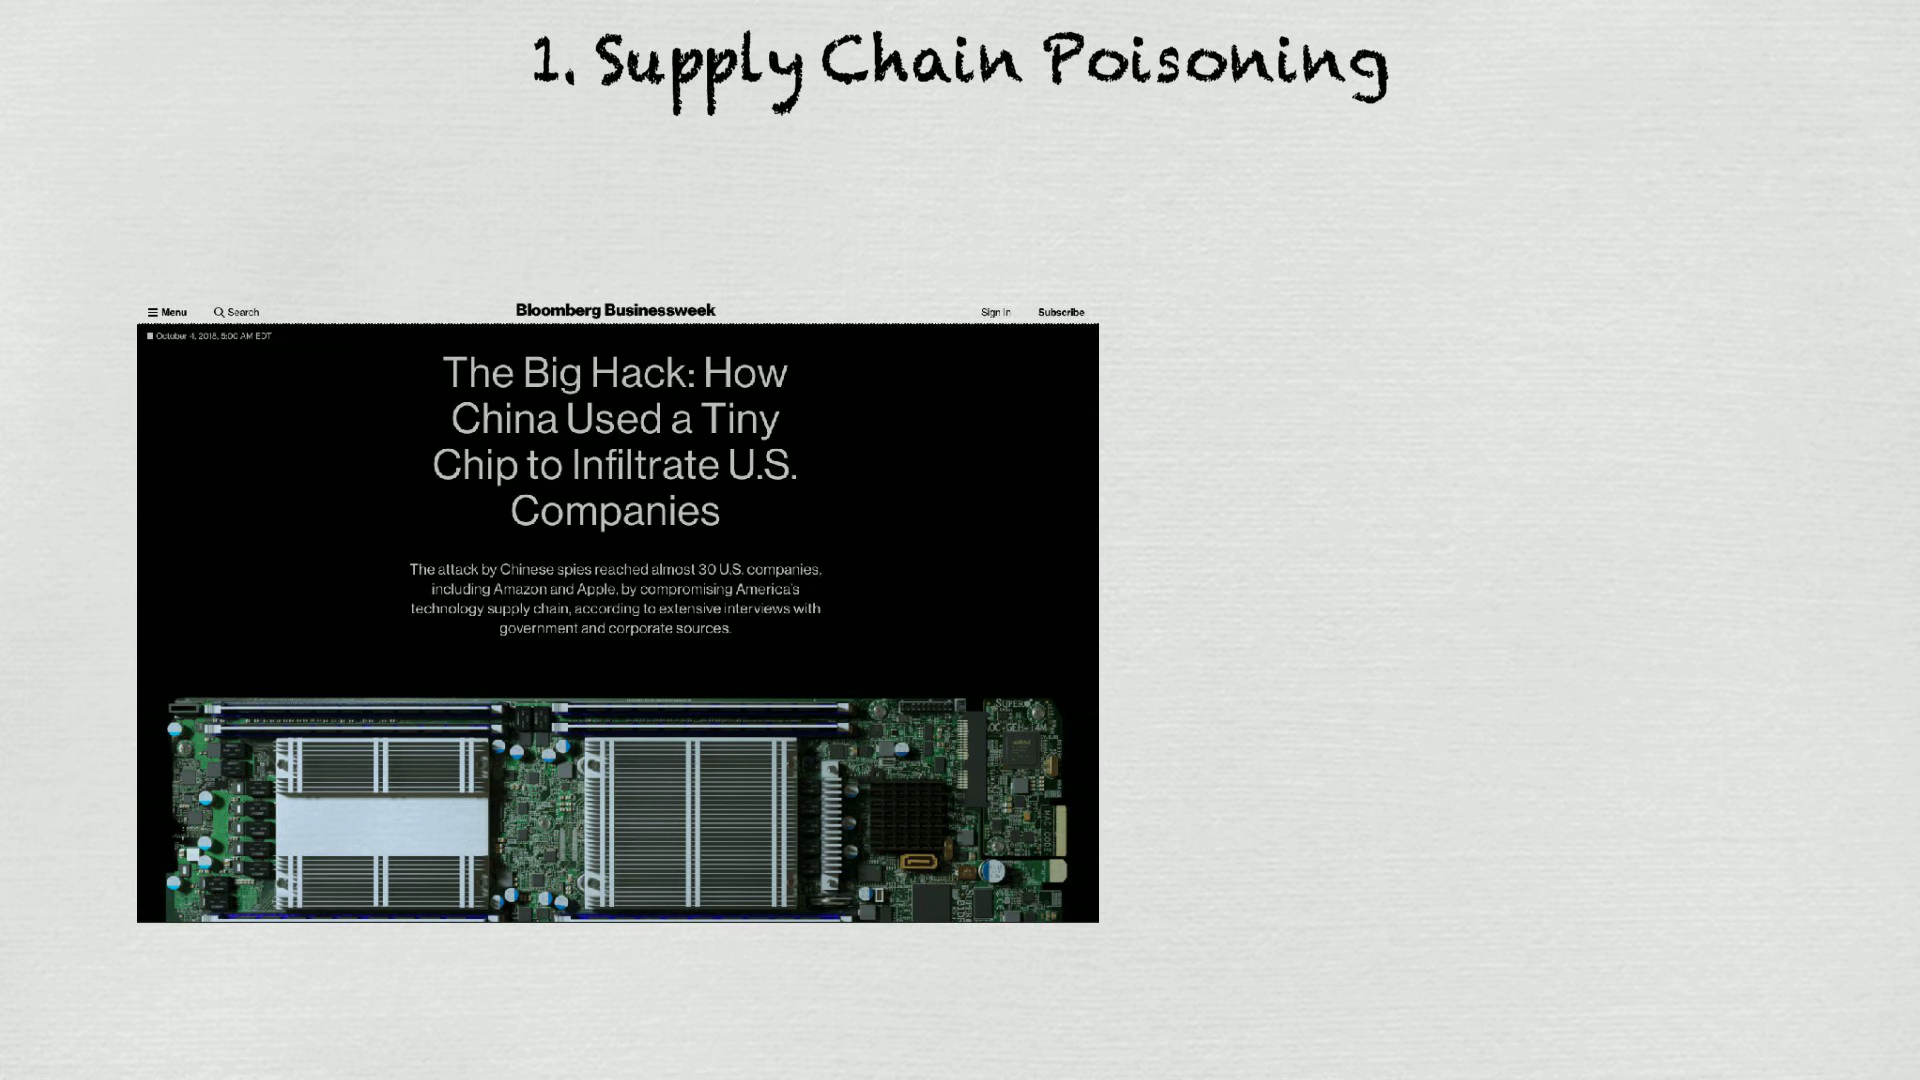 1. Supply Chain Poisoning
Menu Search Bloomberg Businessweek Sign In Subscribe
October 4, 2018, 5:00 AM EDT
The Big Hack: How
China Used a Tiny
Chip to Infiltrate U.S.
Companies
The attack by Chinese spies reached almost 30 U.S. companies,
including Amazon and Apple, by compromising America's
technology supply chain, according to extensive interviews with
government and corporate sources.